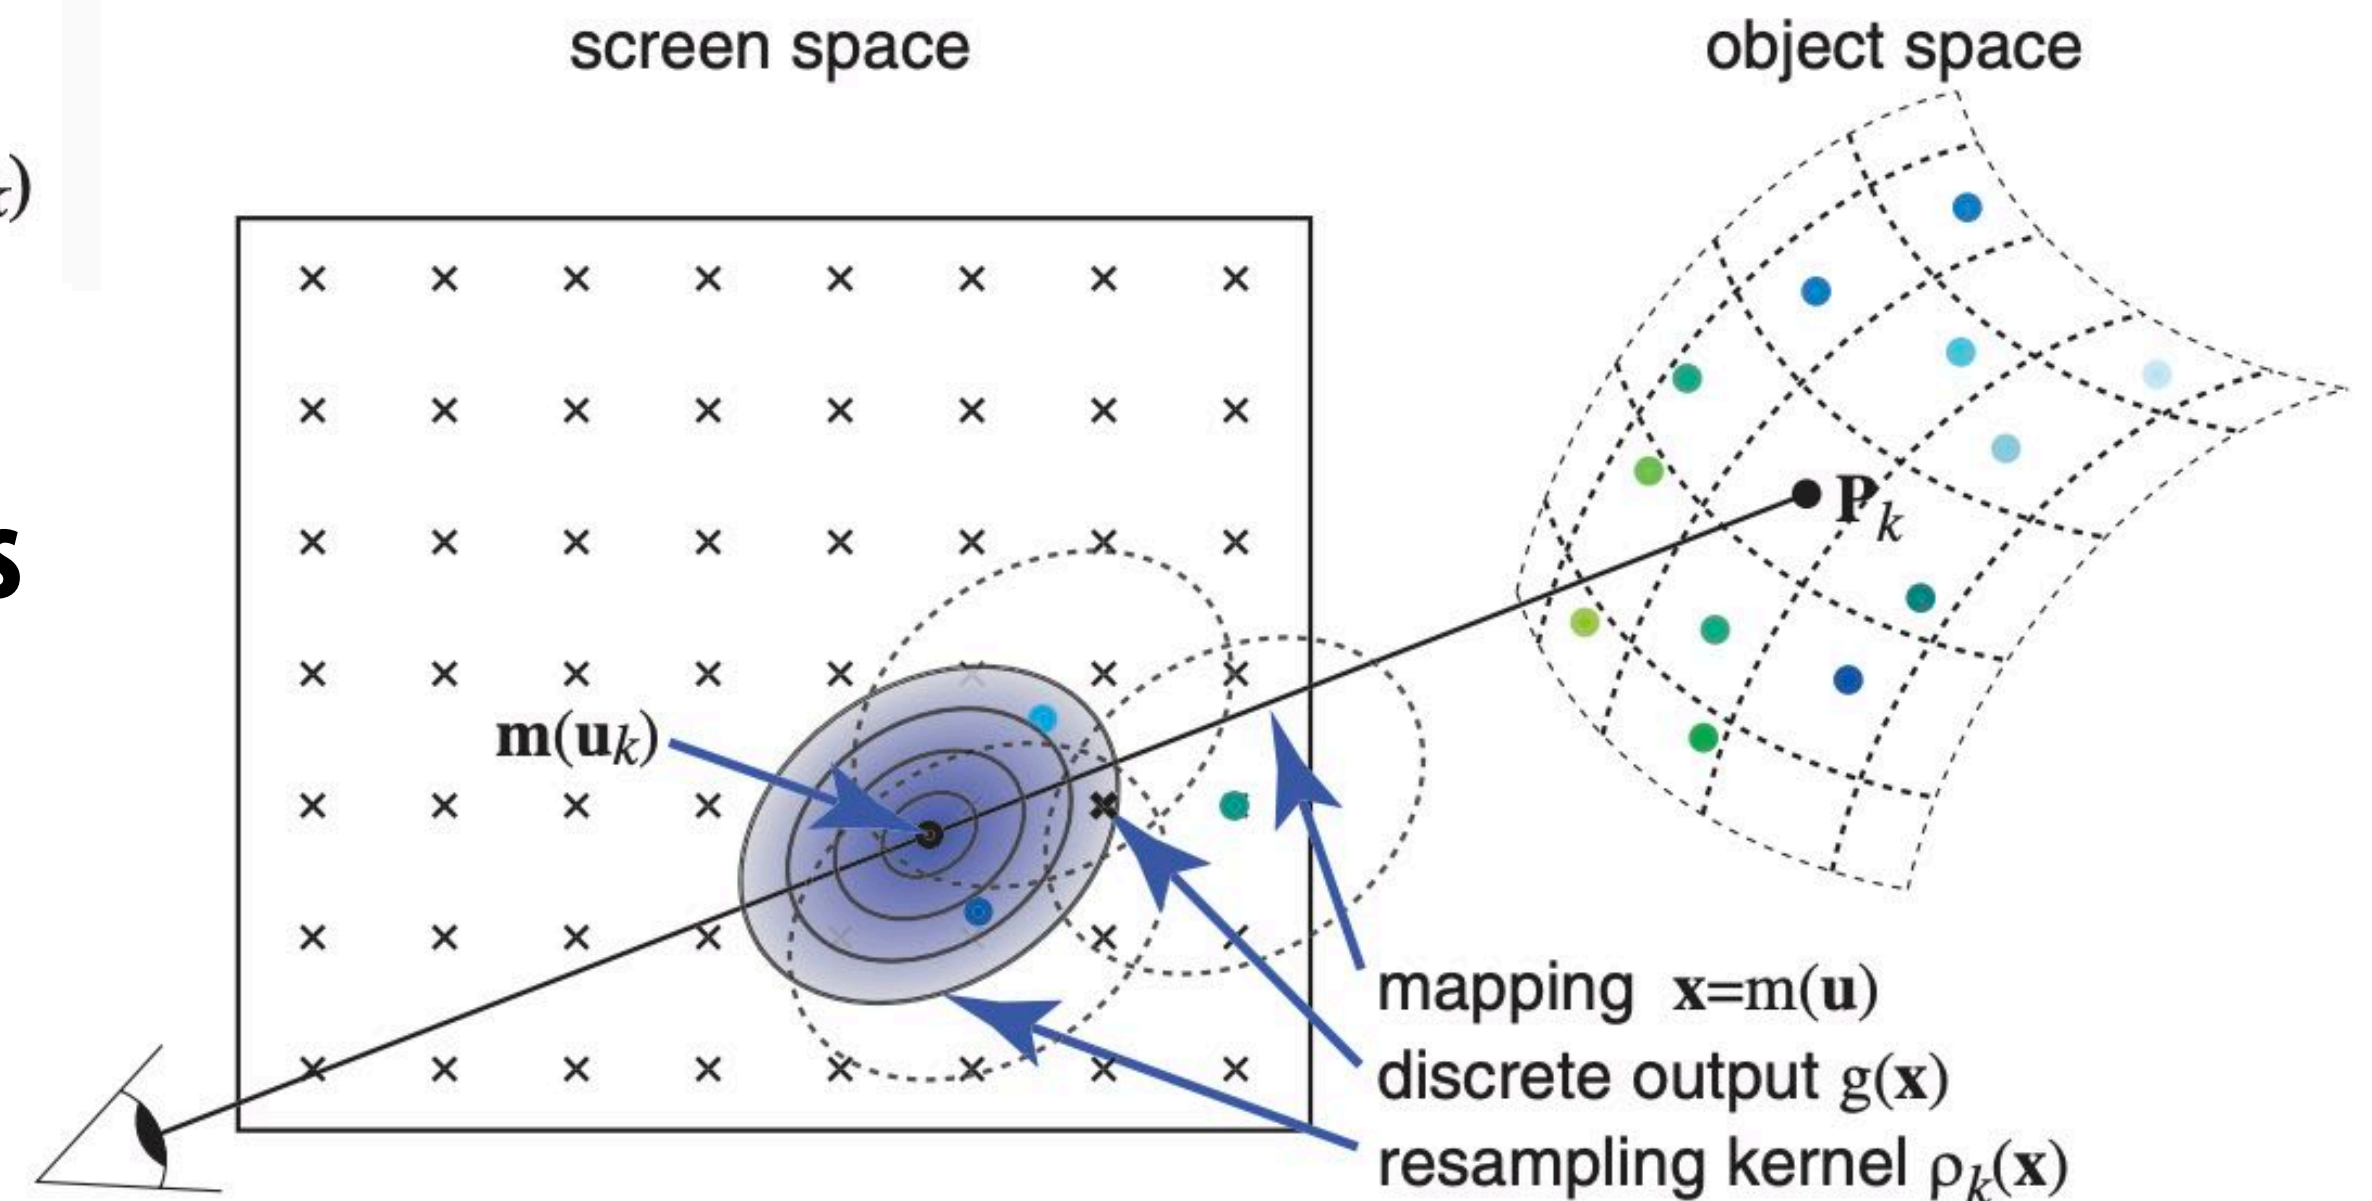 screen space
object space
k)
s
P_k
m(u_k)
mapping x=m(u)
discrete output g(x)
resampling kernel ρ_k(x)